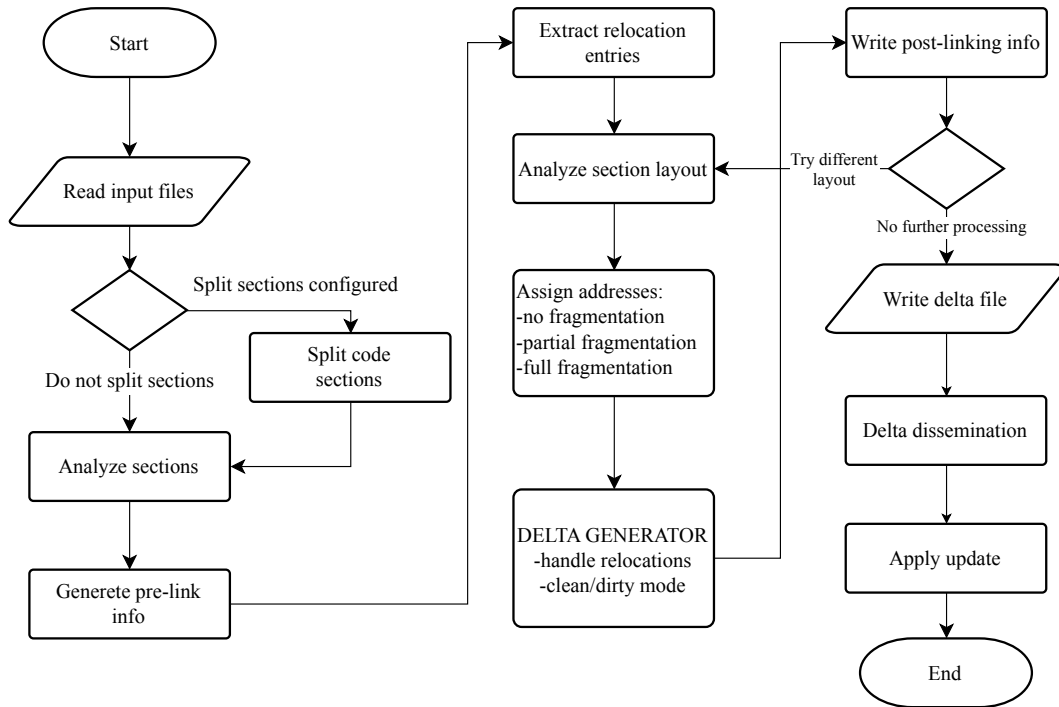 Start
Read input files
Split sections configured
Split code
sections
Do not split sections
Analyze sections
Generete pre-link
info
Extract relocation
entries
Analyze section layout
Assign addresses:
-no fragmentation
-partial fragmentation
-full fragmentation
DELTA GENERATOR
-handle relocations
-clean/dirty mode
Write post-linking info
Try different
layout
No further processing
Write delta file
Delta dissemination
Apply update
End